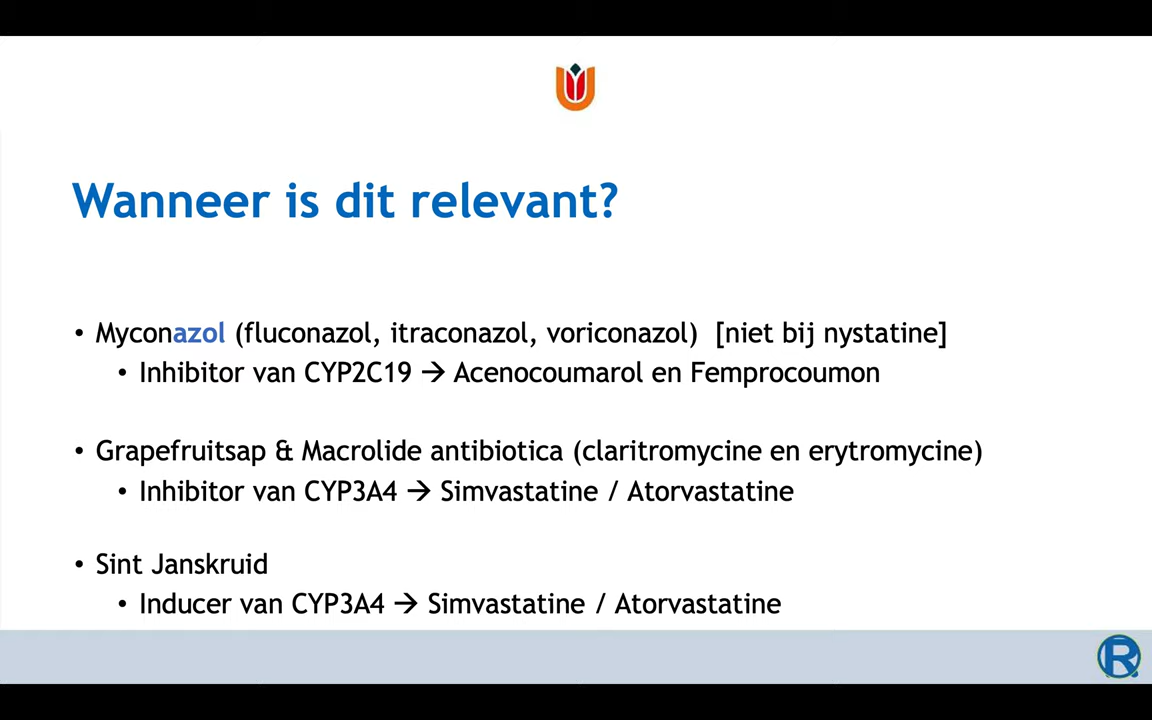 Wanneer is dit relevant?
• Myconazol (fluconazol, itraconazol, voriconazol) [niet bij nystatine]
• Inhibitor van CYP2C19 → Acenocoumarol en Femprocoumon
• Grapefruitsap & Macrolide antibiotica (claritromycine en erytromycine)
• Inhibitor van CYP3A4 → Simvastatine / Atorvastatine
• Sint Janskruid
• Inducer van CYP3A4 → Simvastatine / Atorvastatine
R